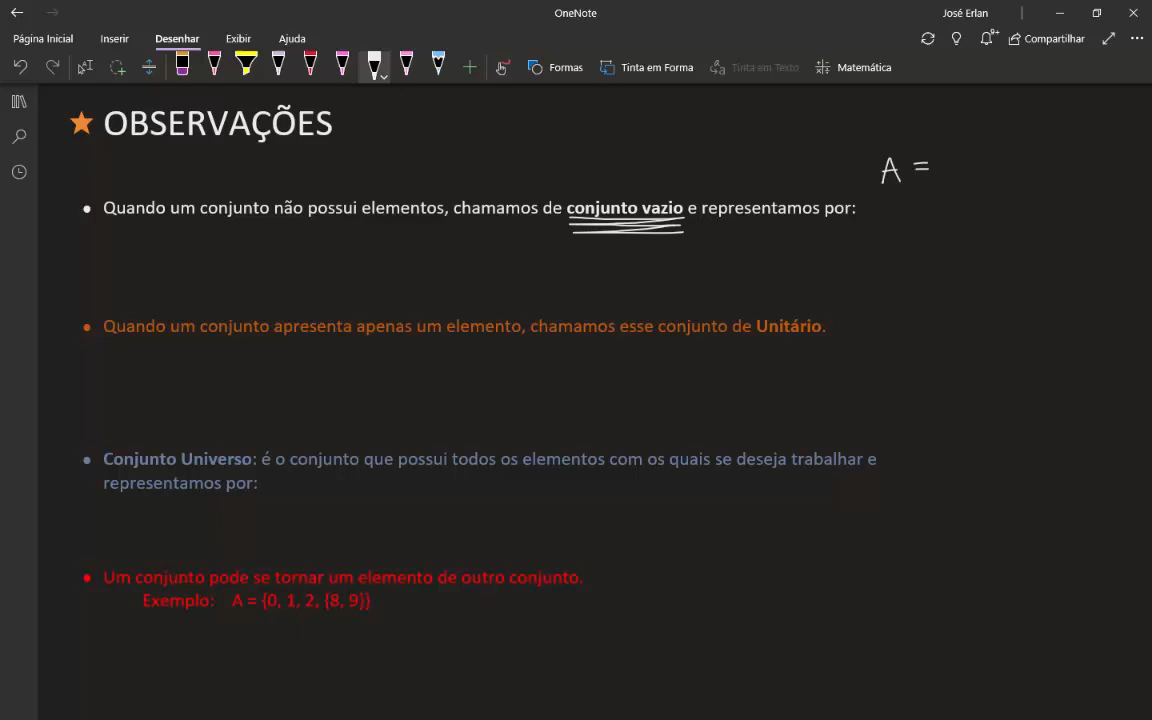 OneNote
José Erlan
Página Inicial Inserir Desenhar Exibir Ajuda
9+ Compartilhar
Formas Tinta em Forma Tinta em Texto Matemática
OBSERVAÇÕES
A =
• Quando um conjunto não possui elementos, chamamos de conjunto vazio e representamos por:
• Quando um conjunto apresenta apenas um elemento, chamamos esse conjunto de Unitário.
• Conjunto Universo: é o conjunto que possui todos os elementos com os quais se deseja trabalhar e
representamos por:
• Um conjunto pode se tornar um elemento de outro conjunto.
Exemplo: A = {0, 1, 2, {8, 9}}